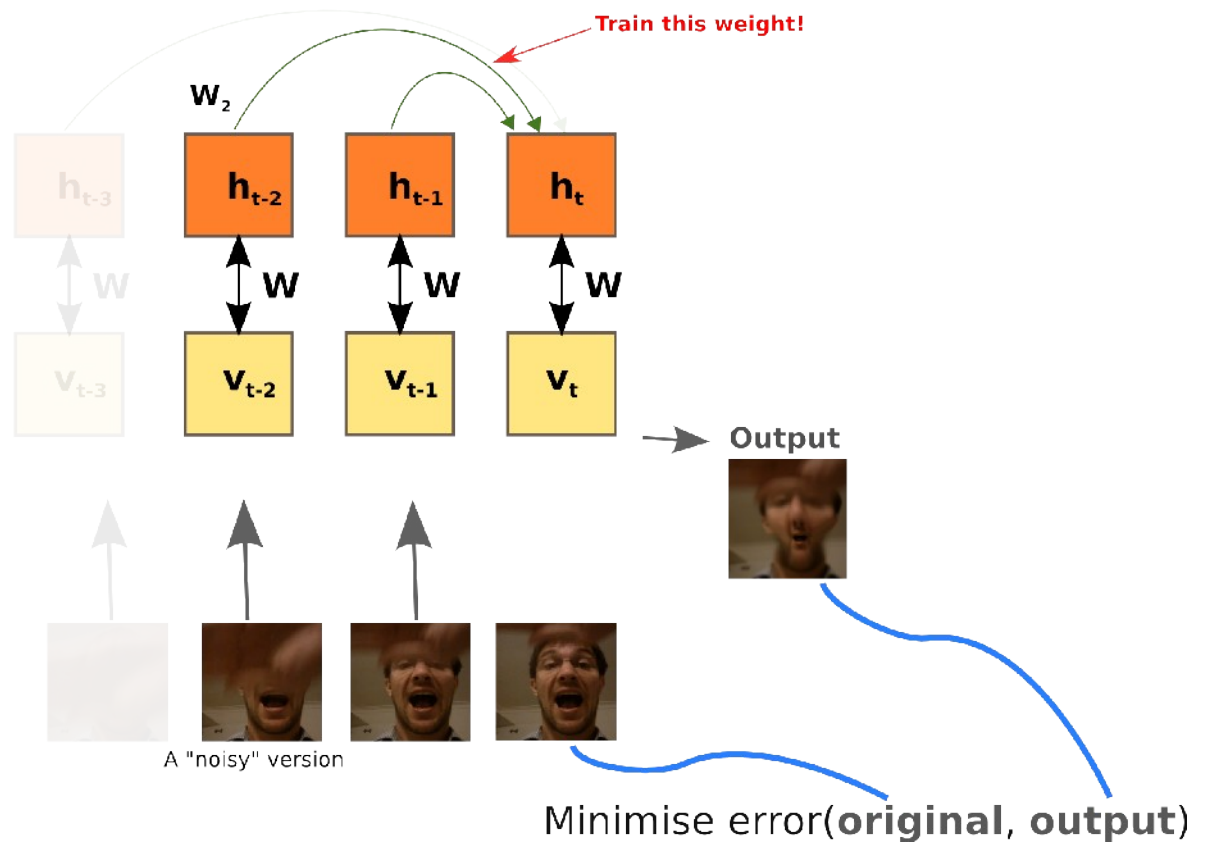 Train this weight!
W2
ht-3 ht-2 ht-1 ht
W W W W
vt-3 vt-2 vt-1 vt
Output
A "noisy" version
Minimise error(original, output)